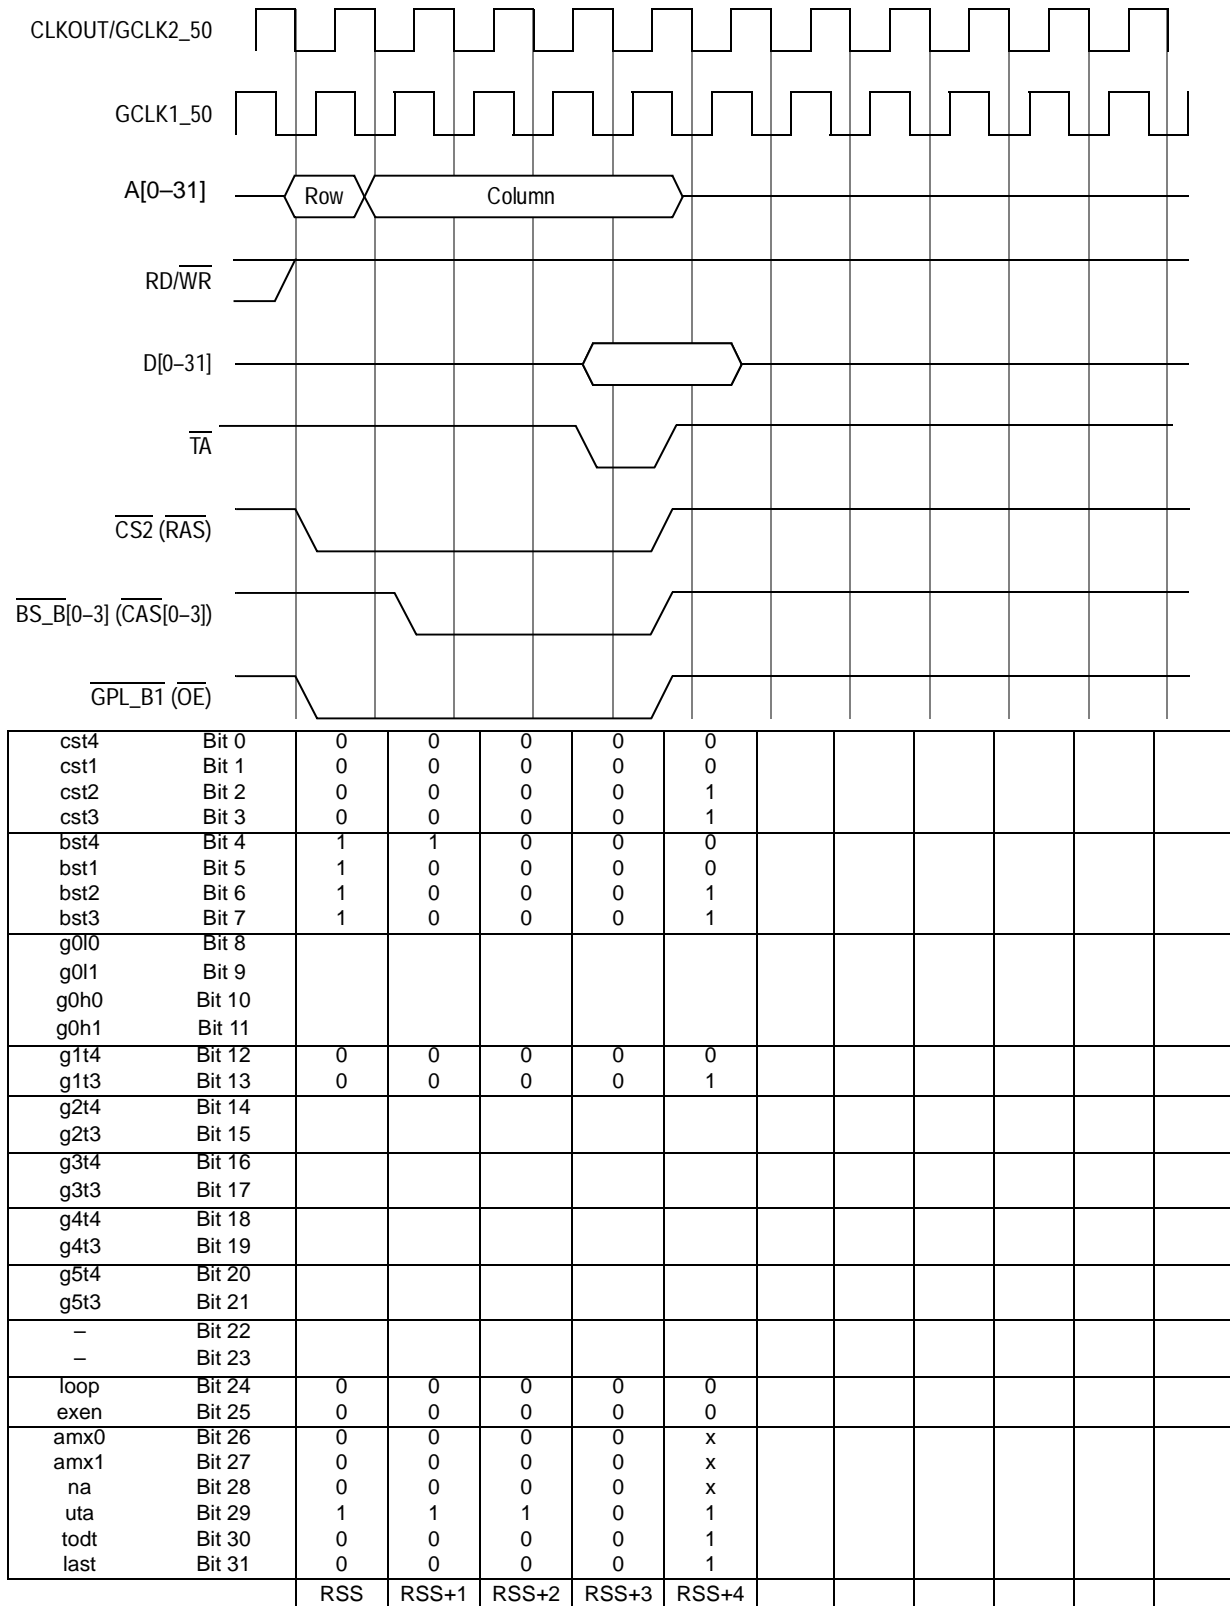 CLKOUT/GCLK2_50
GCLK1_50
A[0–31] Row Column
RD/WR
D[0–31]
TA
CS2 (RAS)
BS_B[0–3] (CAS[0–3])
GPL_B1 (OE)
cst4 Bit 0 0 0 0 0 0
cst1 Bit 1 0 0 0 0 0
cst2 Bit 2 0 0 0 0 1
cst3 Bit 3 0 0 0 0 1
bst4 Bit 4 1 1 0 0 0
bst1 Bit 5 1 0 0 0 0
bst2 Bit 6 1 0 0 0 1
bst3 Bit 7 1 0 0 0 1
g0l0 Bit 8
g0l1 Bit 9
g0h0 Bit 10
g0h1 Bit 11
g1t4 Bit 12 0 0 0 0 0
g1t3 Bit 13 0 0 0 0 1
g2t4 Bit 14
g2t3 Bit 15
g3t4 Bit 16
g3t3 Bit 17
g4t4 Bit 18
g4t3 Bit 19
g5t4 Bit 20
g5t3 Bit 21
– Bit 22
– Bit 23
loop Bit 24 0 0 0 0 0
exen Bit 25 0 0 0 0 0
amx0 Bit 26 0 0 0 0 x
amx1 Bit 27 0 0 0 0 x
na Bit 28 0 0 0 0 x
uta Bit 29 1 1 1 0 1
todt Bit 30 0 0 0 0 1
last Bit 31 0 0 0 0 1
RSS RSS+1 RSS+2 RSS+3 RSS+4